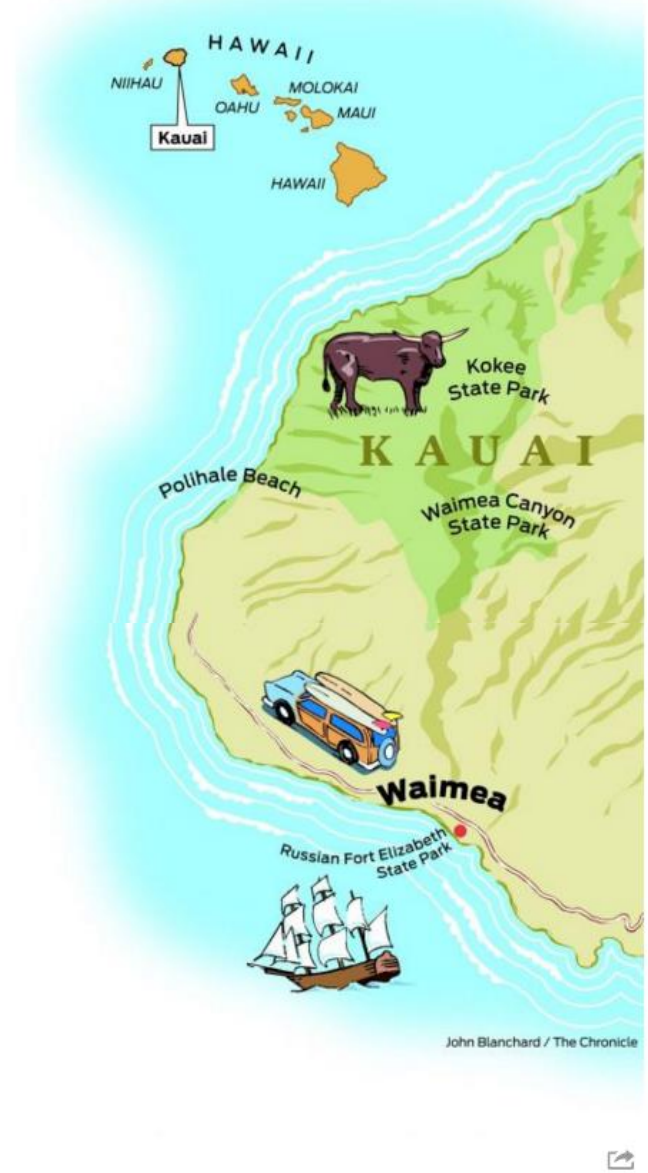 HAWAII
NIIHAU
OAHU
MOLOKAI
MAUI
Kauai
HAWAII
Kokee
State Park
KAUAI
Polihale Beach
Waimea Canyon
State Park
Waimea
Russian Fort Elizabeth
State Park
John Blanchard / The Chronicle